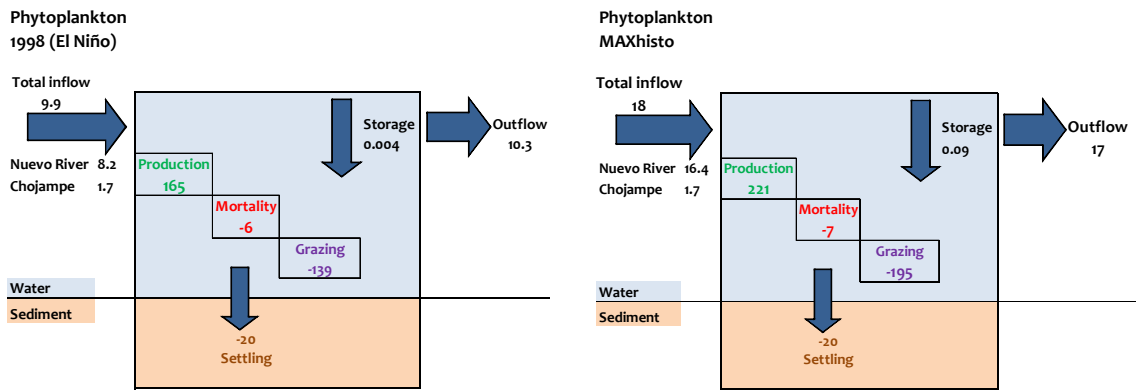 Phytoplankton
1998 (El Niño)
Total inflow
9.9
Nuevo River 8.2
Chojampe 1.7
Storage
0.004
Outflow
10.3
Production
165
Mortality
-6
Grazing
-139
Water
Sediment
-20
Settling
Phytoplankton
MAXhisto
Total inflow
18
Nuevo River 16.4
Chojampe 1.7
Storage
0.09
Outflow
17
Production
221
Mortality
-7
Grazing
-195
Water
Sediment
-20
Settling